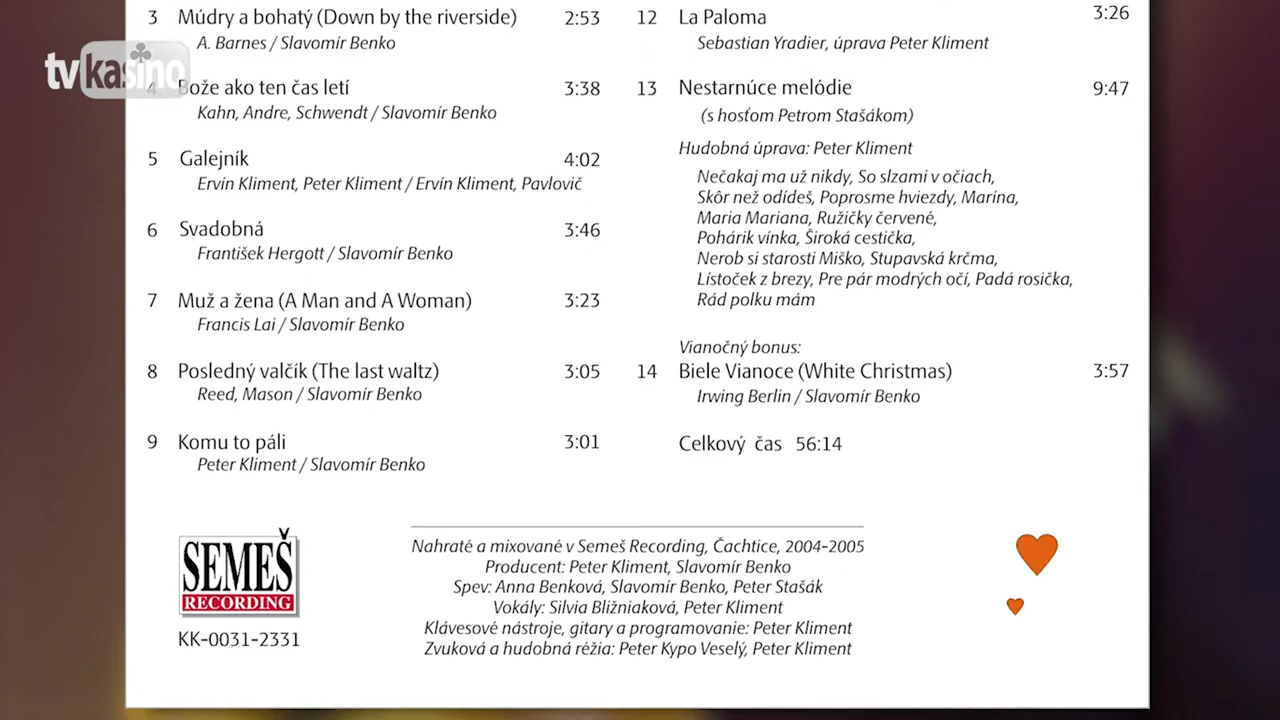 tvkasino
3 Múdry a bohatý (Down by the riverside) 2:53
A. Barnes / Slavomír Benko
4 Bože ako ten čas letí 3:38
Kahn, Andre, Schwendt / Slavomír Benko
5 Galejník 4:02
Ervín Kliment, Peter Kliment / Ervín Kliment, Pavlovič
6 Svadobná 3:46
František Hergott / Slavomír Benko
7 Muž a žena (A Man and A Woman) 3:23
Francis Lai / Slavomír Benko
8 Posledný valčík (The last waltz) 3:05
Reed, Mason / Slavomír Benko
9 Komu to páli 3:01
Peter Kliment / Slavomír Benko
12 La Paloma 3:26
Sebastian Yradier, úprava Peter Kliment
13 Nestarnúce melódie 9:47
(s hosťom Petrom Stašákom)
Hudobná úprava: Peter Kliment
Nečakaj ma už nikdy, So slzami v očiach,
Skôr než odídeš, Poprosme hviezdy, Marína,
Maria Mariana, Ružičky červené,
Pohárik vínka, Široká cestička,
Nerob si starosti Miško, Stupavská krčma,
Lístoček z brezy, Pre pár modrých očí, Padá rosička,
Rád polku mám
Vianočný bonus:
14 Biele Vianoce (White Christmas) 3:57
Irwing Berlin / Slavomír Benko
Celkový čas 56:14
SEMEŠ
RECORDING
KK-0031-2331
Nahraté a mixované v Semeš Recording, Čachtice, 2004-2005
Producent: Peter Kliment, Slavomír Benko
Spev: Anna Benková, Slavomír Benko, Peter Stašák
Vokály: Silvia Bližniaková, Peter Kliment
Klávesové nástroje, gitary a programovanie: Peter Kliment
Zvuková a hudobná réžia: Peter Kypo Veselý, Peter Kliment